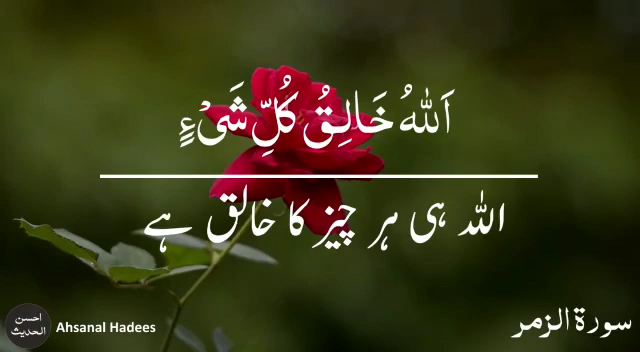 اَللّٰهُ خَالِقُ كُلِّ شَیْءٍ
اللہ ہی ہر چیز کا خالق ہے
سورۃ الزمر
احسن
الحدیث
Ahsanal Hadees